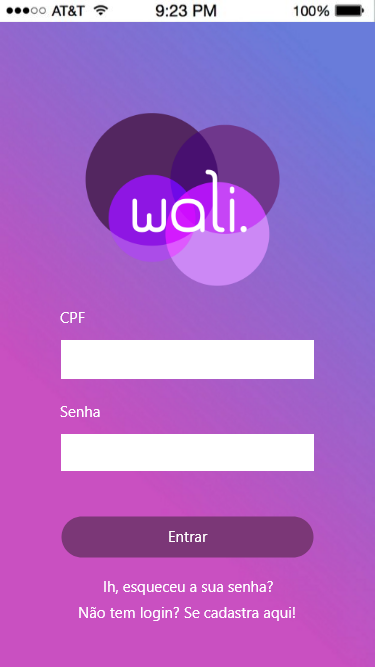 AT&T 9:23 PM 100%
wali.
CPF
Senha
Entrar
Ih, esqueceu a sua senha?
Não tem login? Se cadastra aqui!